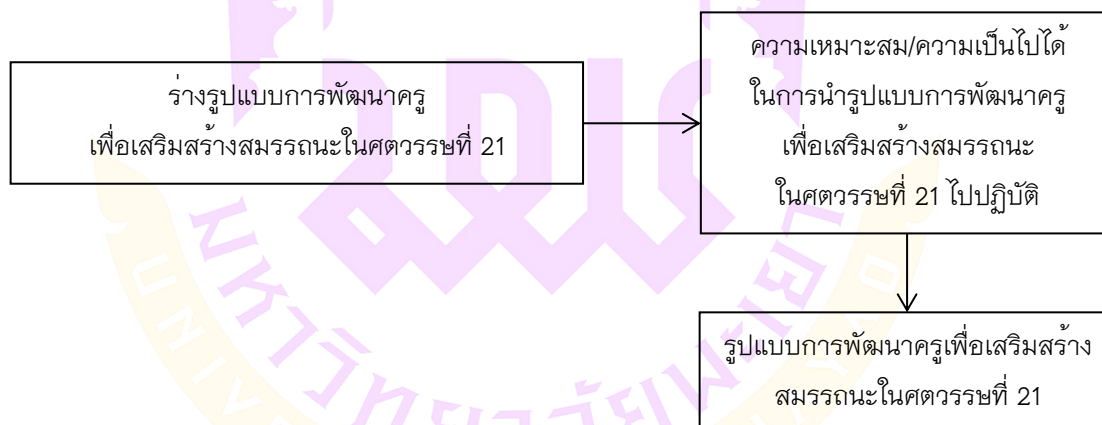 ร่างรูปแบบการพัฒนาครู
เพื่อเสริมสร้างสมรรถนะในศตวรรษที่ 21
ความเหมาะสม/ความเป็นไปได้
ในการนำรูปแบบการพัฒนาครู
เพื่อเสริมสร้างสมรรถนะ
ในศตวรรษที่ 21 ไปปฏิบัติ
รูปแบบการพัฒนาครูเพื่อเสริมสร้าง
สมรรถนะในศตวรรษที่ 21